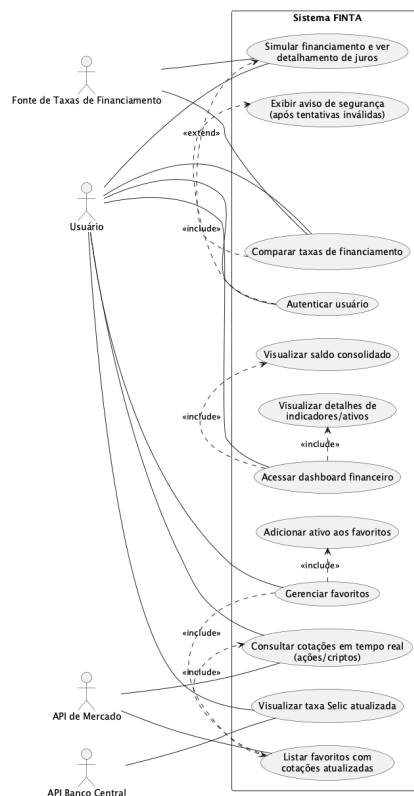 Sistema FINTA
Simular financiamento e ver
detalhamento de juros
Fonte de Taxas de Financiamento
Exibir aviso de segurança
(após tentativas inválidas)
«extend»
Usuário
«include»
Comparar taxas de financiamento
Autenticar usuário
Visualizar saldo consolidado
Visualizar detalhes de
indicadores/ativos
«include»
«include»
Acessar dashboard financeiro
Adicionar ativo aos favoritos
«include»
Gerenciar favoritos
«include»
Consultar cotações em tempo real
(ações/criptos)
«include»
API de Mercado
Visualizar taxa Selic atualizada
Listar favoritos com
cotações atualizadas
API Banco Central